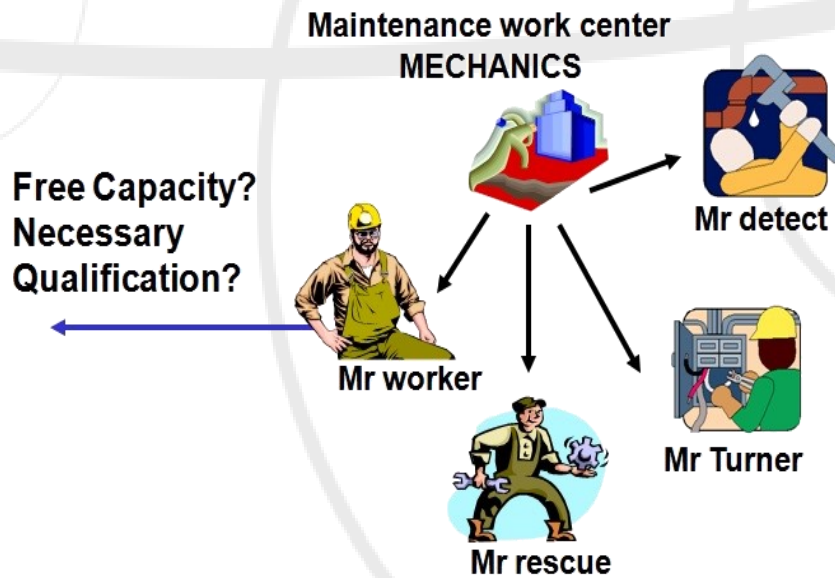 Maintenance work center
MECHANICS
Mr detect
Free Capacity?
Necessary
Qualification?
Mr worker
Mr Turner
Mr rescue